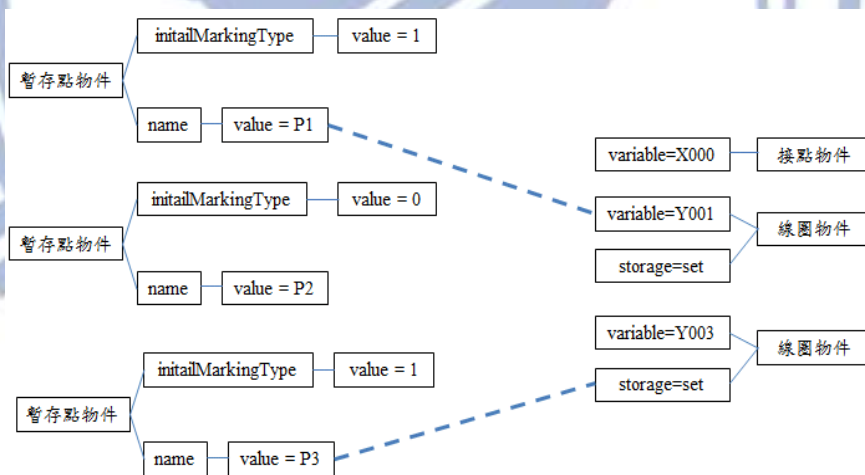 initailMarkingType
value = 1
暫存點物件
name
value = P1
initailMarkingType
value = 0
暫存點物件
name
value = P2
initailMarkingType
value = 1
暫存點物件
name
value = P3
variable=X000
接點物件
variable=Y001
線圈物件
storage=set
variable=Y003
線圈物件
storage=set